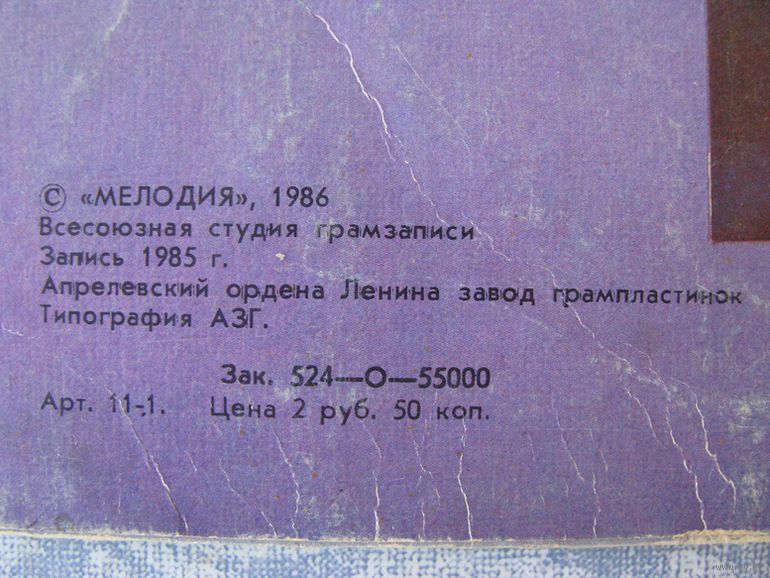 © «МЕЛОДИЯ», 1986
Всесоюзная студия грамзаписи
Запись 1985 г.
Апрелевский ордена Ленина завод грампластинок
Типография АЗГ.
Зак. 524—О—55000
Арт. 11-1. Цена 2 руб. 50 коп.